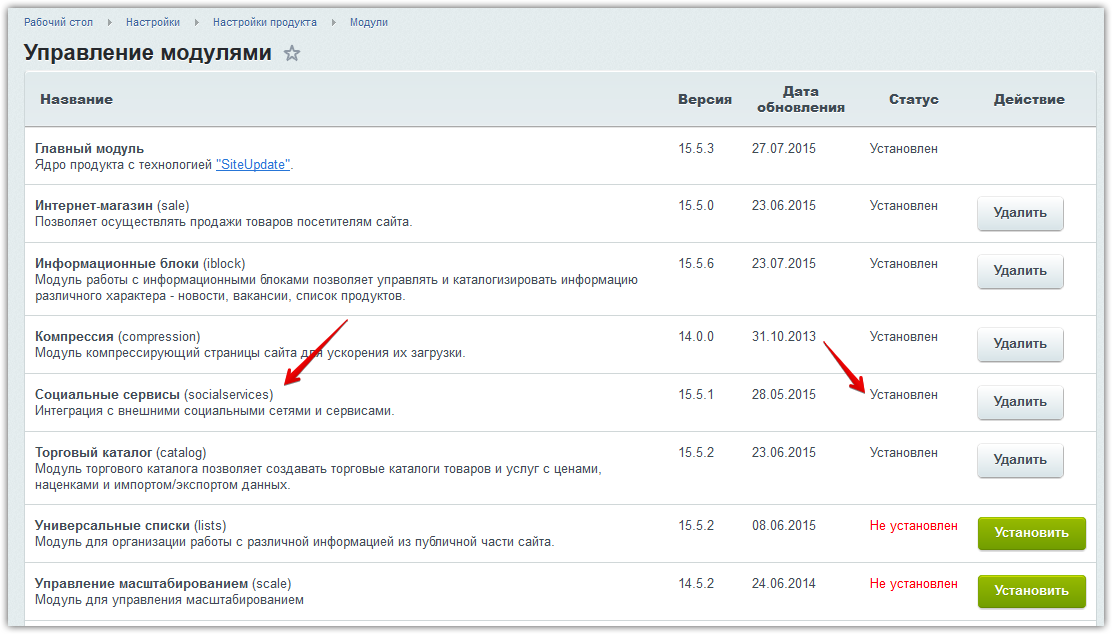 Рабочий стол Настройки Настройки продукта Модули
Управление модулями
Название Версия Дата обновления Статус Действие
Главный модуль 15.5.3 27.07.2015 Установлен
Ядро продукта с технологией "SiteUpdate".
Интернет-магазин (sale) 15.5.0 23.06.2015 Установлен Удалить
Позволяет осуществлять продажи товаров посетителям сайта.
Информационные блоки (iblock) 15.5.6 23.07.2015 Установлен Удалить
Модуль работы с информационными блоками позволяет управлять и каталогизировать информацию
различного характера - новости, вакансии, список продуктов.
Компрессия (compression) 14.0.0 31.10.2013 Установлен Удалить
Модуль компрессирующий страницы сайта для ускорения их загрузки.
Социальные сервисы (socialservices) 15.5.1 28.05.2015 Установлен Удалить
Интеграция с внешними социальными сетями и сервисами.
Торговый каталог (catalog) 15.5.2 23.06.2015 Установлен Удалить
Модуль торгового каталога позволяет создавать торговые каталоги товаров и услуг с ценами,
наценками и импортом/экспортом данных.
Универсальные списки (lists) 15.5.2 08.06.2015 Не установлен Установить
Модуль для организации работы с различной информацией из публичной части сайта.
Управление масштабированием (scale) 14.5.2 24.06.2014 Не установлен Установить
Модуль для управления масштабированием